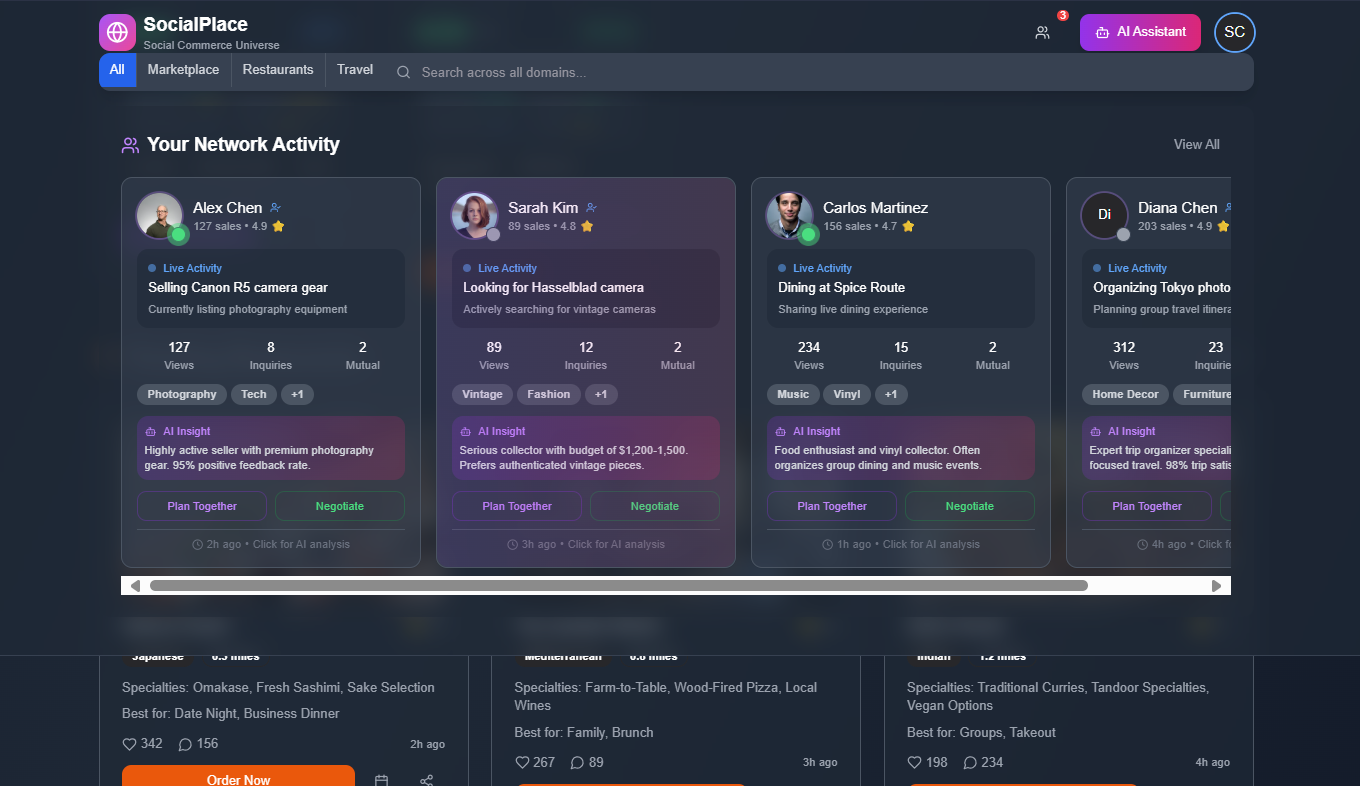 SocialPlace
Social Commerce Universe
3
AI Assistant
SC
All
Marketplace
Restaurants
Travel
Search across all domains...
Your Network Activity
View All
Alex Chen
127 sales • 4.9
Live Activity
Selling Canon R5 camera gear
Currently listing photography equipment
127
Views
8
Inquiries
2
Mutual
Photography
Tech
+1
AI Insight
Highly active seller with premium photography
gear. 95% positive feedback rate.
Plan Together
Negotiate
2h ago • Click for AI analysis
Sarah Kim
89 sales • 4.8
Live Activity
Looking for Hasselblad camera
Actively searching for vintage cameras
89
Views
12
Inquiries
2
Mutual
Vintage
Fashion
+1
AI Insight
Serious collector with budget of $1,200-1,500.
Prefers authenticated vintage pieces.
Plan Together
Negotiate
3h ago • Click for AI analysis
Carlos Martinez
156 sales • 4.7
Live Activity
Dining at Spice Route
Sharing live dining experience
234
Views
15
Inquiries
2
Mutual
Music
Vinyl
+1
AI Insight
Food enthusiast and vinyl collector. Often
organizes group dining and music events.
Plan Together
Negotiate
1h ago • Click for AI analysis
Di
Diana Chen
203 sales • 4.9
Live Activity
Organizing Tokyo photo
Planning group travel itinera
312
Views
23
Inquirie
Home Decor
Furniture
AI Insight
Expert trip organizer speciali
focused travel. 98% trip satis
Plan Together
4h ago • Click fo
Japanese
Mediterranean
Indian
1.2 miles
Specialties: Omakase, Fresh Sashimi, Sake Selection
Best for: Date Night, Business Dinner
342
156
2h ago
Order Now
Specialties: Farm-to-Table, Wood-Fired Pizza, Local
Wines
Best for: Family, Brunch
267
89
3h ago
Specialties: Traditional Curries, Tandoor Specialties,
Vegan Options
Best for: Groups, Takeout
198
234
4h ago